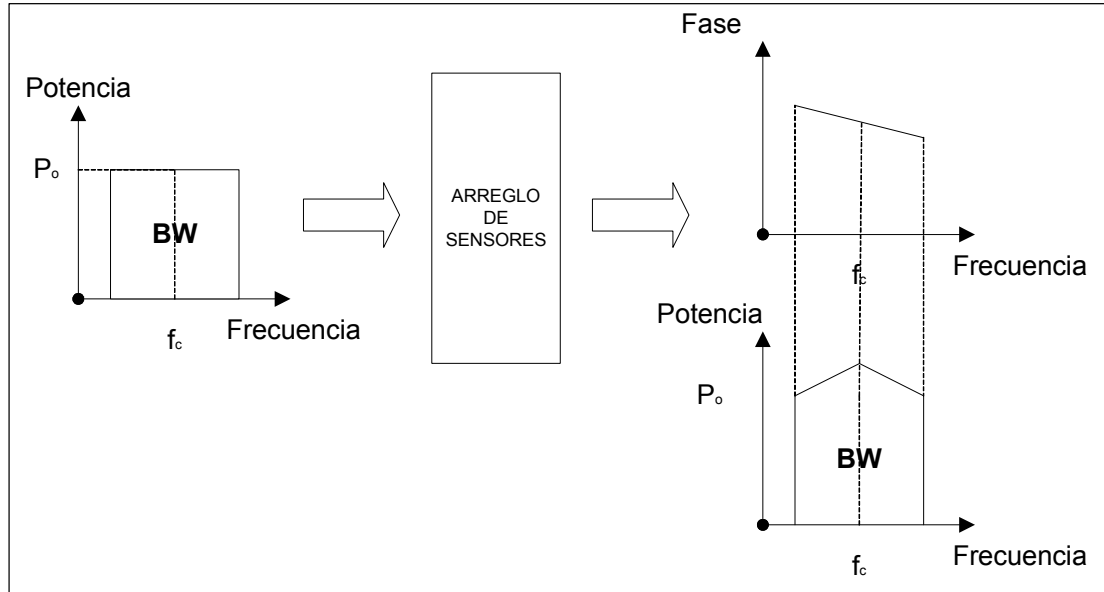 Potencia
Pₒ
BW
Frecuencia
f꜀
ARREGLO
DE
SENSORES
Fase
f꜀
Frecuencia
Potencia
Pₒ
BW
Frecuencia
f꜀